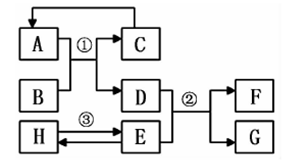 A ① C
B D ② F
H ③ E G